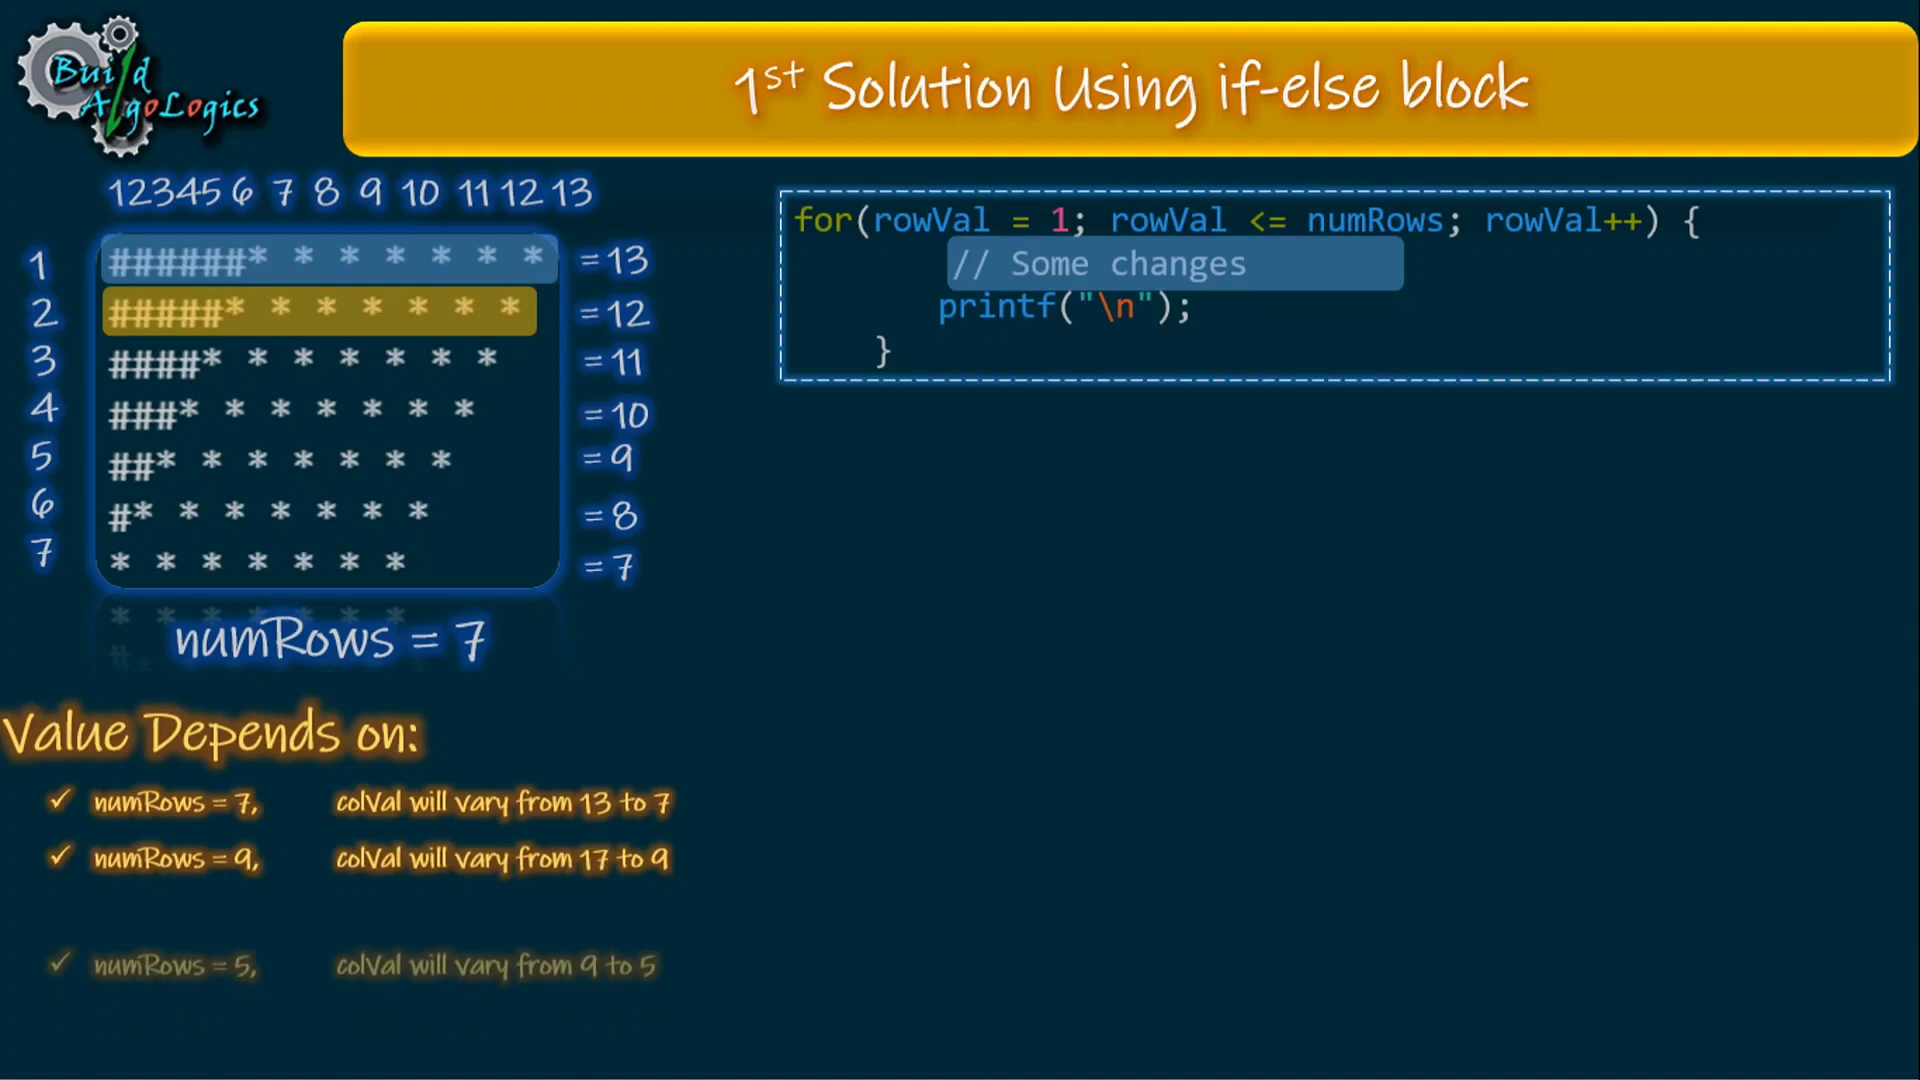 Build
AlgoLogics
1st Solution Using if-else block
1 2 3 4 5 6 7 8 9 10 11 12 13
1 ######* * * * * * * = 13
2 #####* * * * * * * = 12
3 ####* * * * * * * = 11
4 ###* * * * * * * = 10
5 ##* * * * * * * = 9
6 #* * * * * * * = 8
7 * * * * * * * = 7
numRows = 7
for(rowVal = 1; rowVal <= numRows; rowVal++) {
// Some changes
printf("\n");
}
Value Depends on:
✓ numRows = 7, colVal will vary from 13 to 7
✓ numRows = 9, colVal will vary from 17 to 9
✓ numRows = 5, colVal will vary from 9 to 5